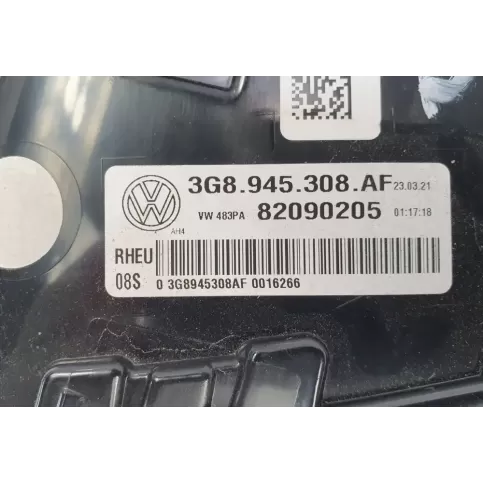 3G8.945.308.AF 23.03.21
VW 483PA 82090205 01:17:18
AH4
RHEU
08S 0 3G8945308AF 0016266